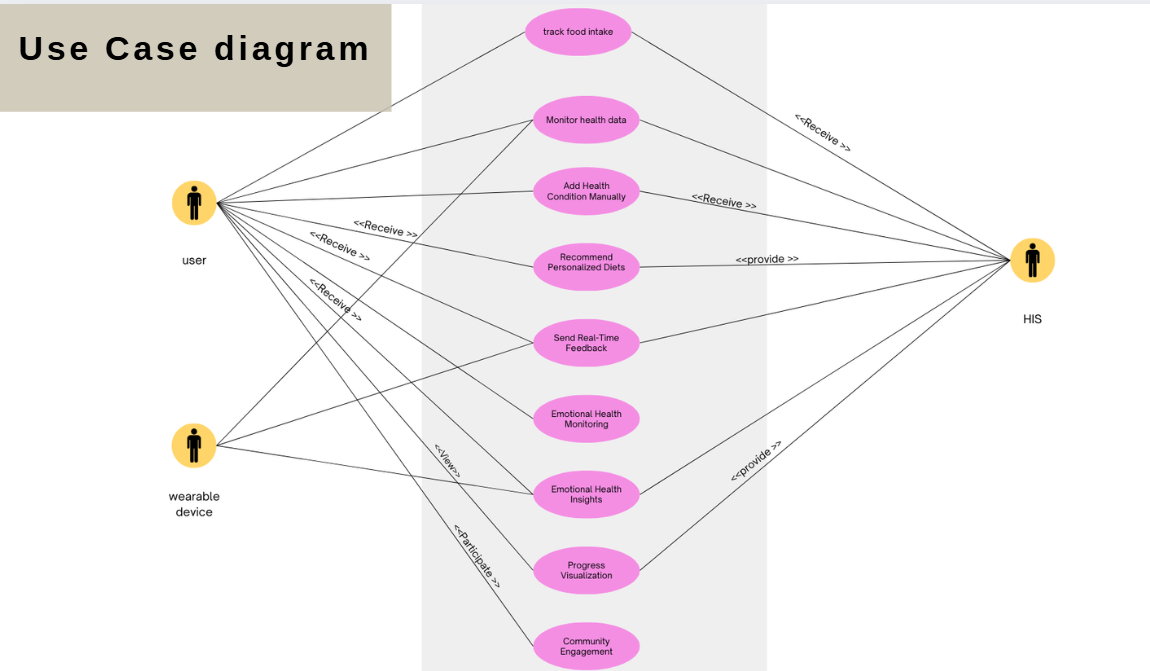 Use Case diagram
track food intake
<<Receive >>
Monitor health data
Add Health
Condition Manually
<<Receive >>
<<Receive >>
<<Receive >>
Recommend
Personalized Diets
<<provide >>
user
<<Receive >>
HIS
Send Real-Time
Feedback
Emotional Health
Monitoring
<<View>>
<<provide >>
wearable
device
Emotional Health
Insights
<<Participate >>
Progress
Visualization
Community
Engagement